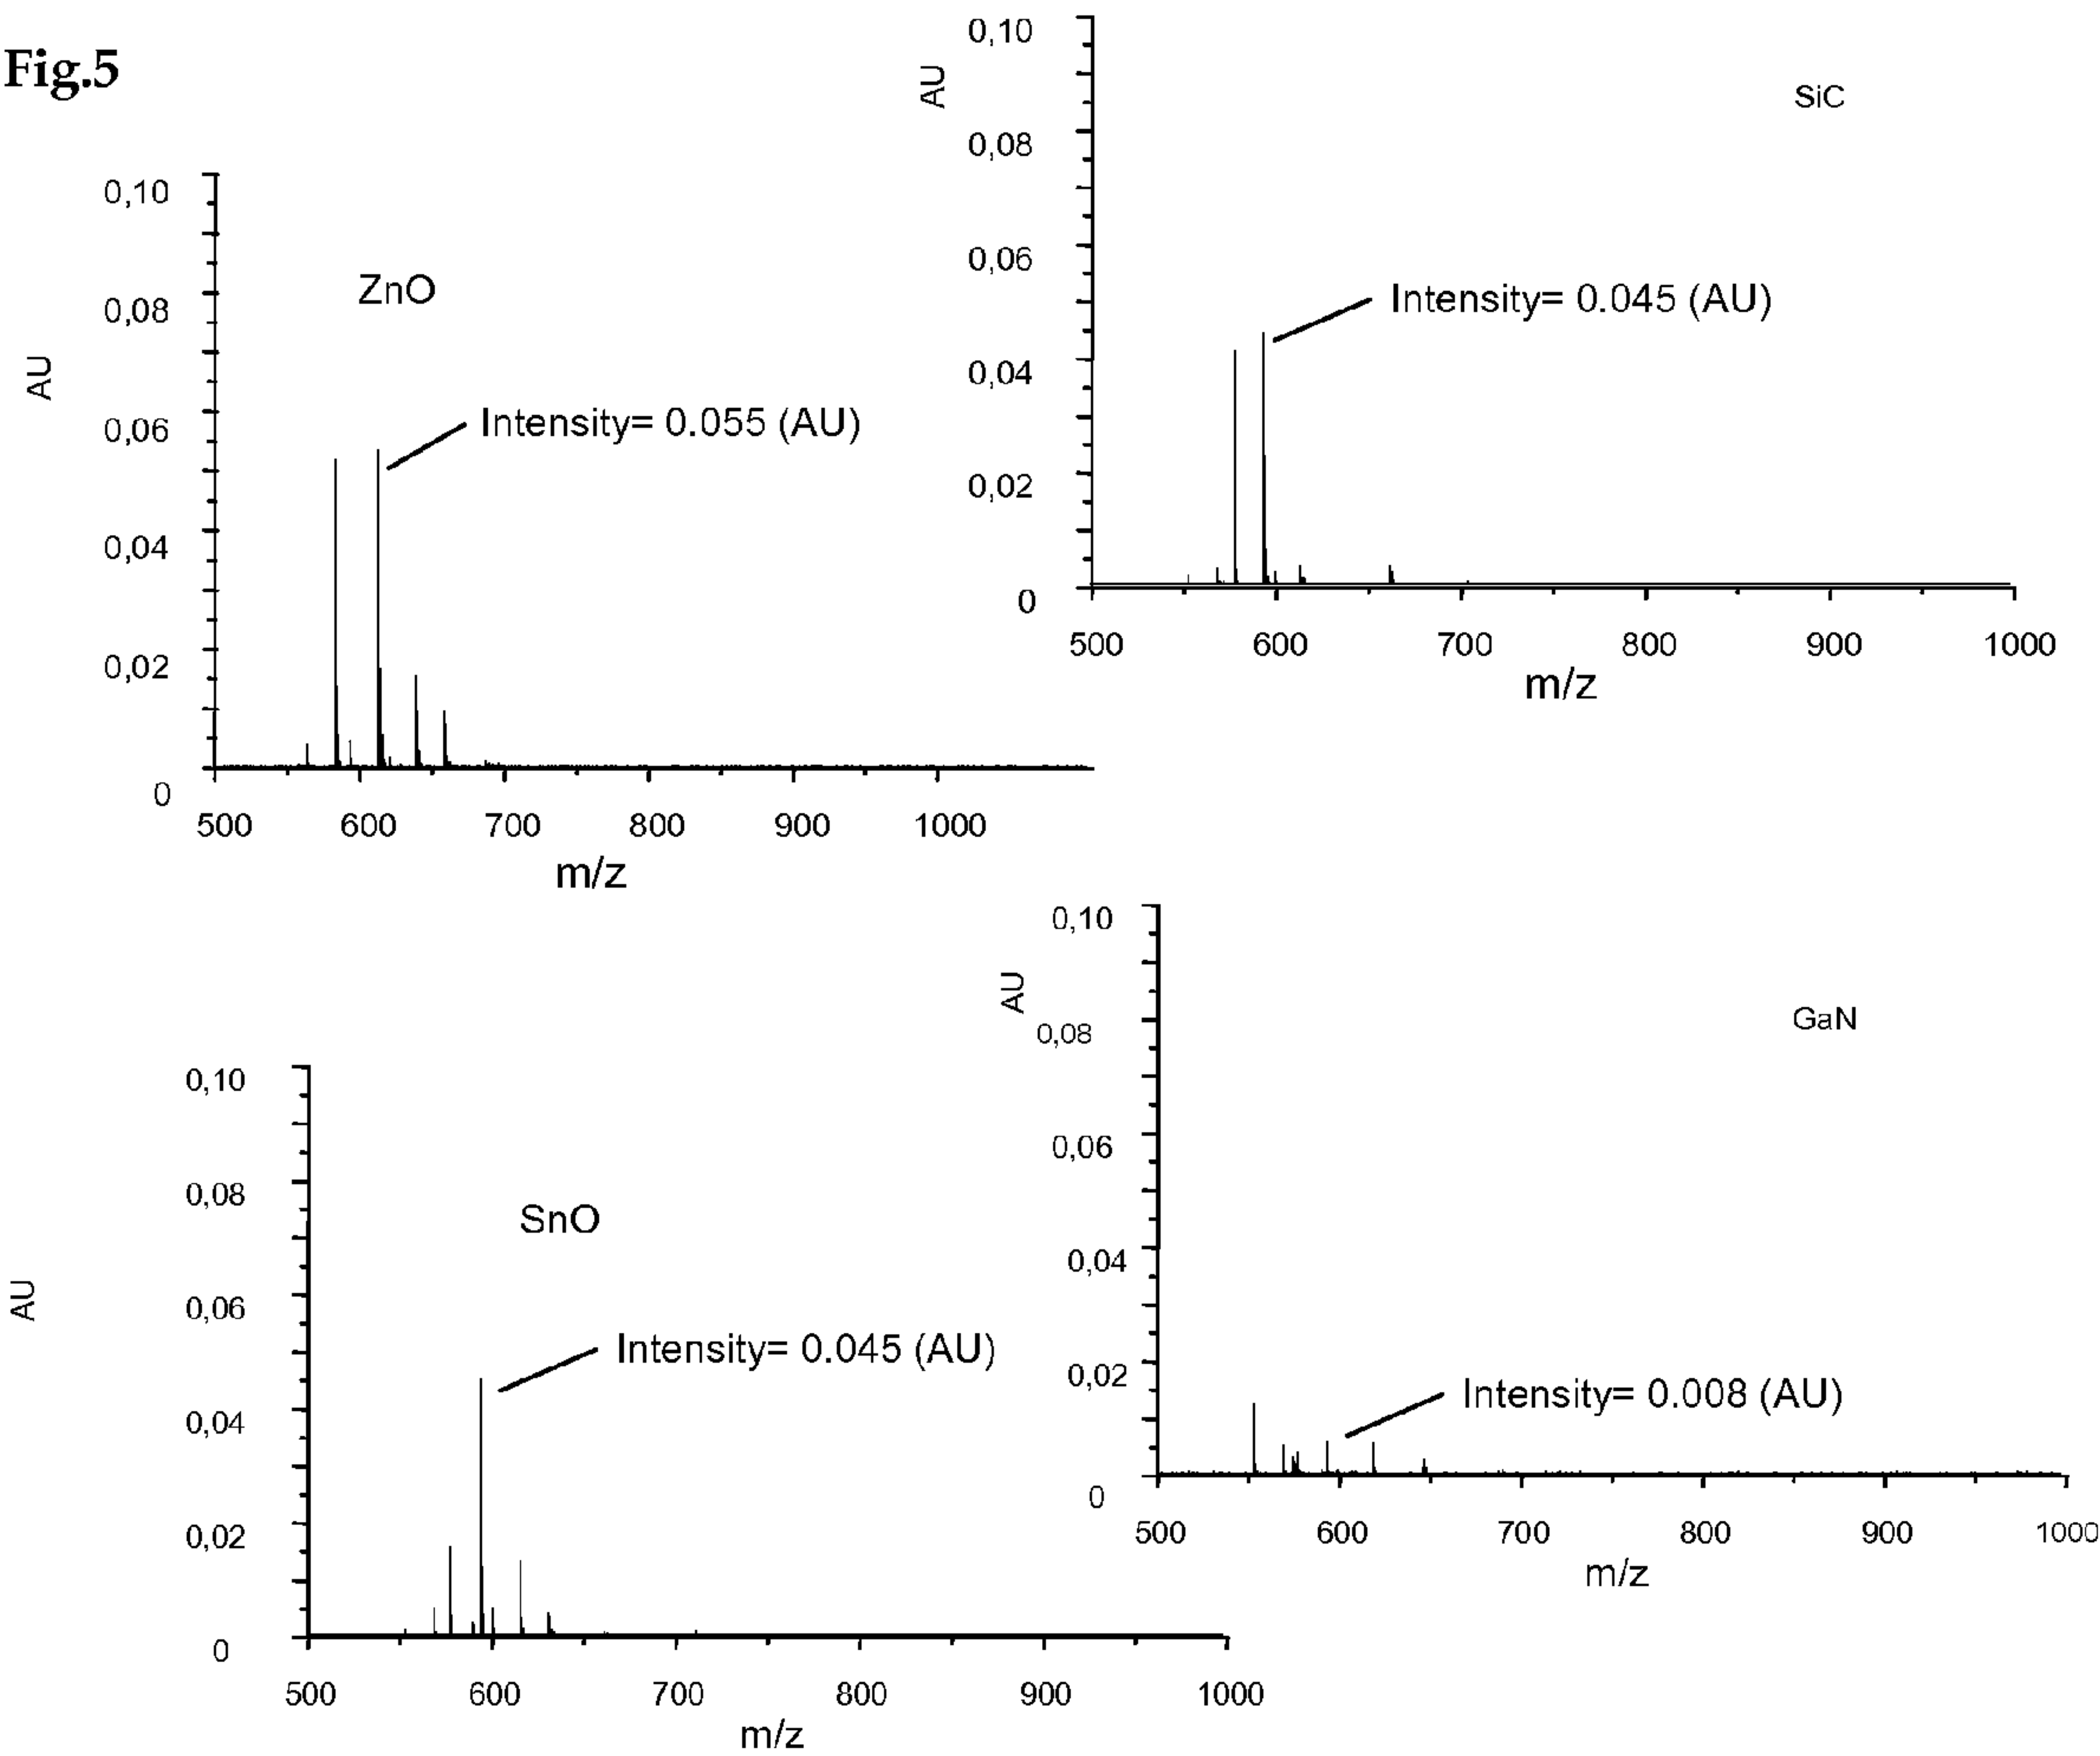 Fig.5
AU
0,10
0,08
0,06
0,04
0,02
0
ZnO
Intensity= 0.055 (AU)
500 600 700 800 900 1000
m/z
AU
0,10
0,08
0,06
0,04
0,02
0
SiC
Intensity= 0.045 (AU)
500 600 700 800 900 1000
m/z
AU
0,10
0,08
0,06
0,04
0,02
0
SnO
Intensity= 0.045 (AU)
500 600 700 800 900 1000
m/z
AU
0,10
0,08
0,06
0,04
0,02
0
GaN
Intensity= 0.008 (AU)
500 600 700 800 900 1000
m/z